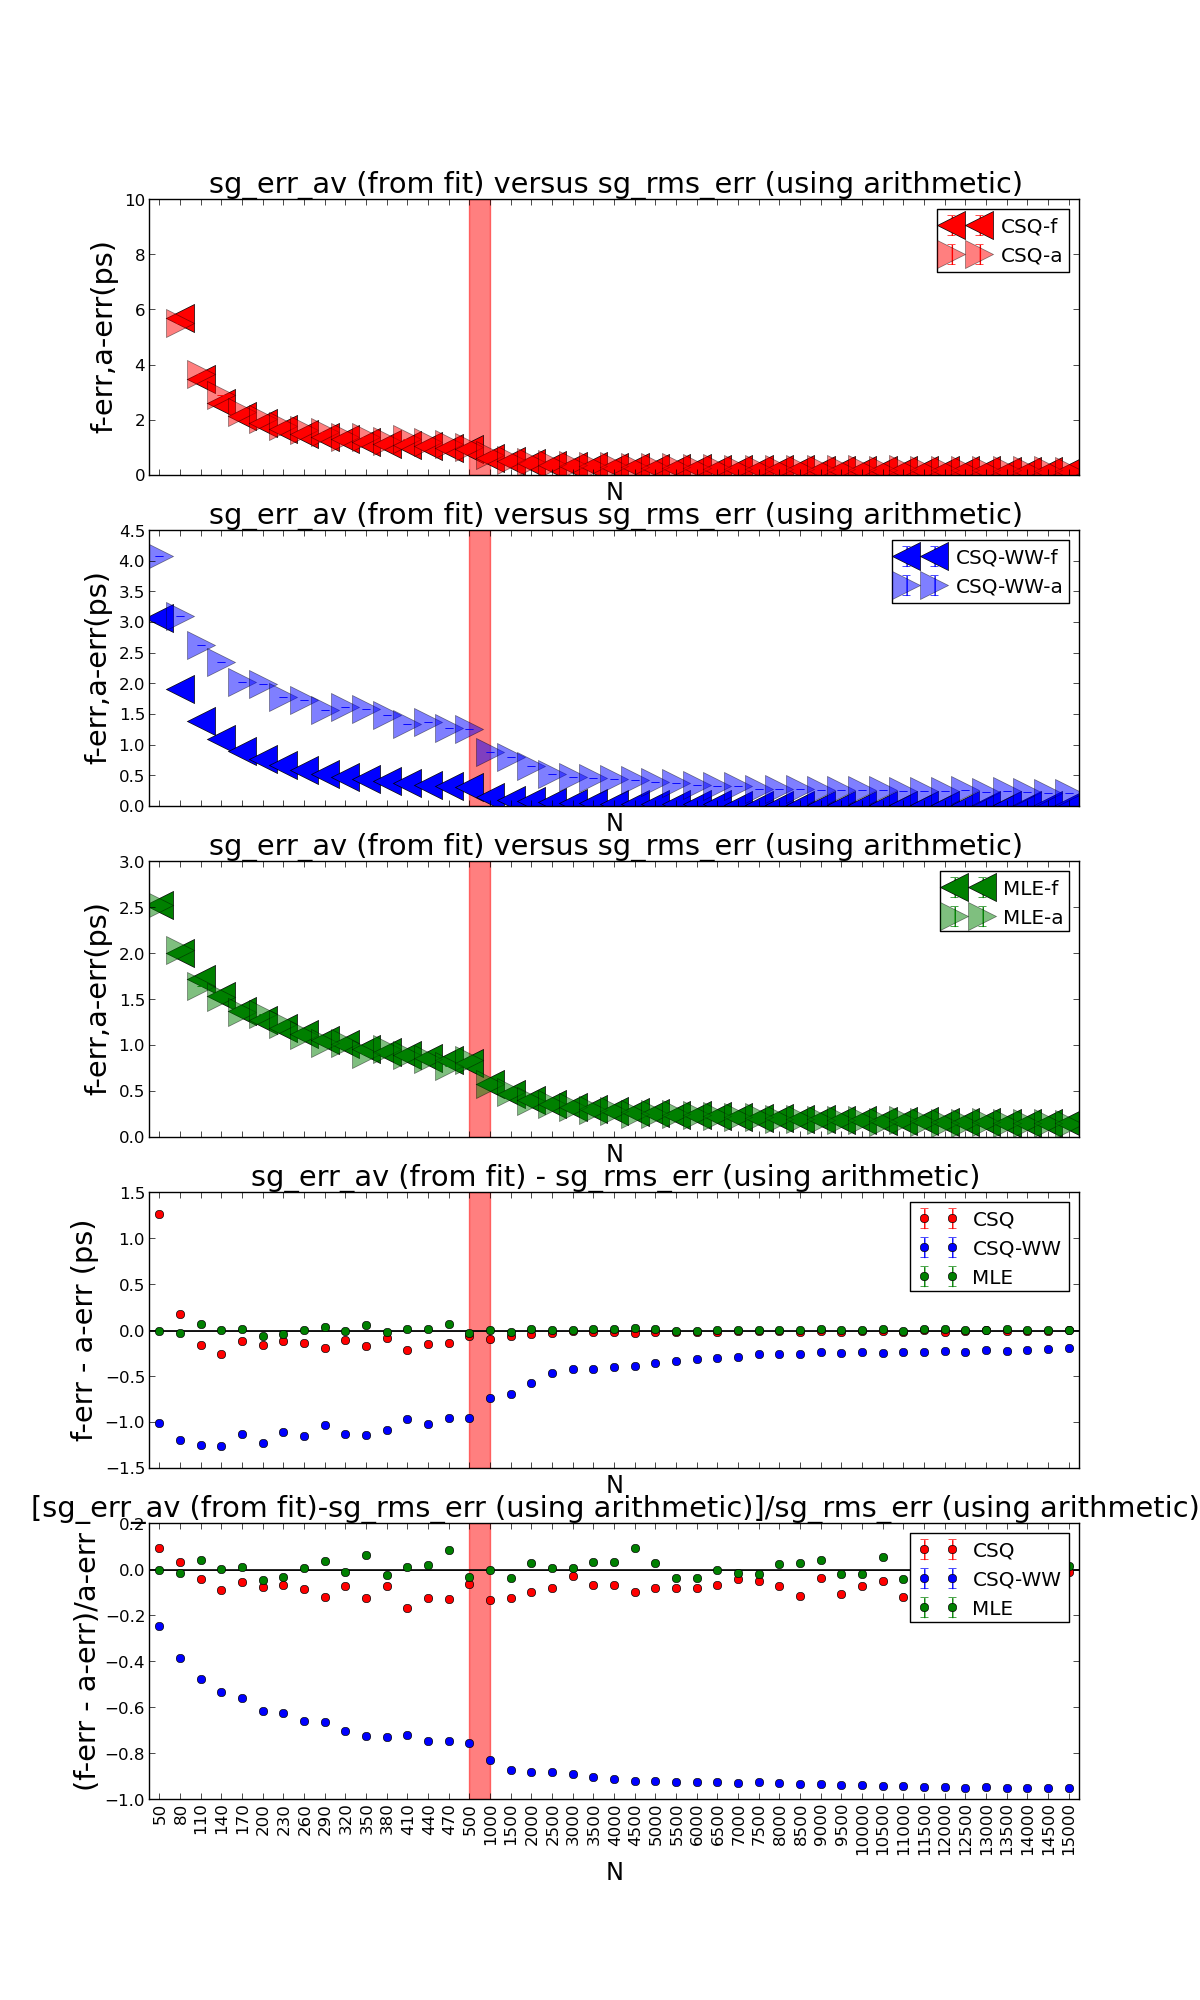 sg_err_av (from fit) versus sg_rms_err (using arithmetic)
10
8
6
4
2
0
f-err,a-err(ps)
CSQ-f
CSQ-a
N
sg_err_av (from fit) versus sg_rms_err (using arithmetic)
4.5
4.0
3.5
3.0
2.5
2.0
1.5
1.0
0.5
0.0
f-err,a-err(ps)
CSQ-WW-f
CSQ-WW-a
N
sg_err_av (from fit) versus sg_rms_err (using arithmetic)
3.0
2.5
2.0
1.5
1.0
0.5
0.0
f-err,a-err(ps)
MLE-f
MLE-a
N
sg_err_av (from fit) - sg_rms_err (using arithmetic)
1.5
1.0
0.5
0.0
−0.5
−1.0
−1.5
f-err - a-err (ps)
CSQ
CSQ-WW
MLE
N
[sg_err_av (from fit)-sg_rms_err (using arithmetic)]/sg_rms_err (using arithmetic)
0.2
0.0
−0.2
−0.4
−0.6
−0.8
−1.0
(f-err - a-err)/a-err
CSQ
CSQ-WW
MLE
50 80 110 140 170 200 230 260 290 320 350 380 410 440 470 500 1000 1500 2000 2500 3000 3500 4000 4500 5000 5500 6000 6500 7000 7500 8000 8500 9000 9500 10000 10500 11000 11500 12000 12500 13000 13500 14000 14500 15000
N